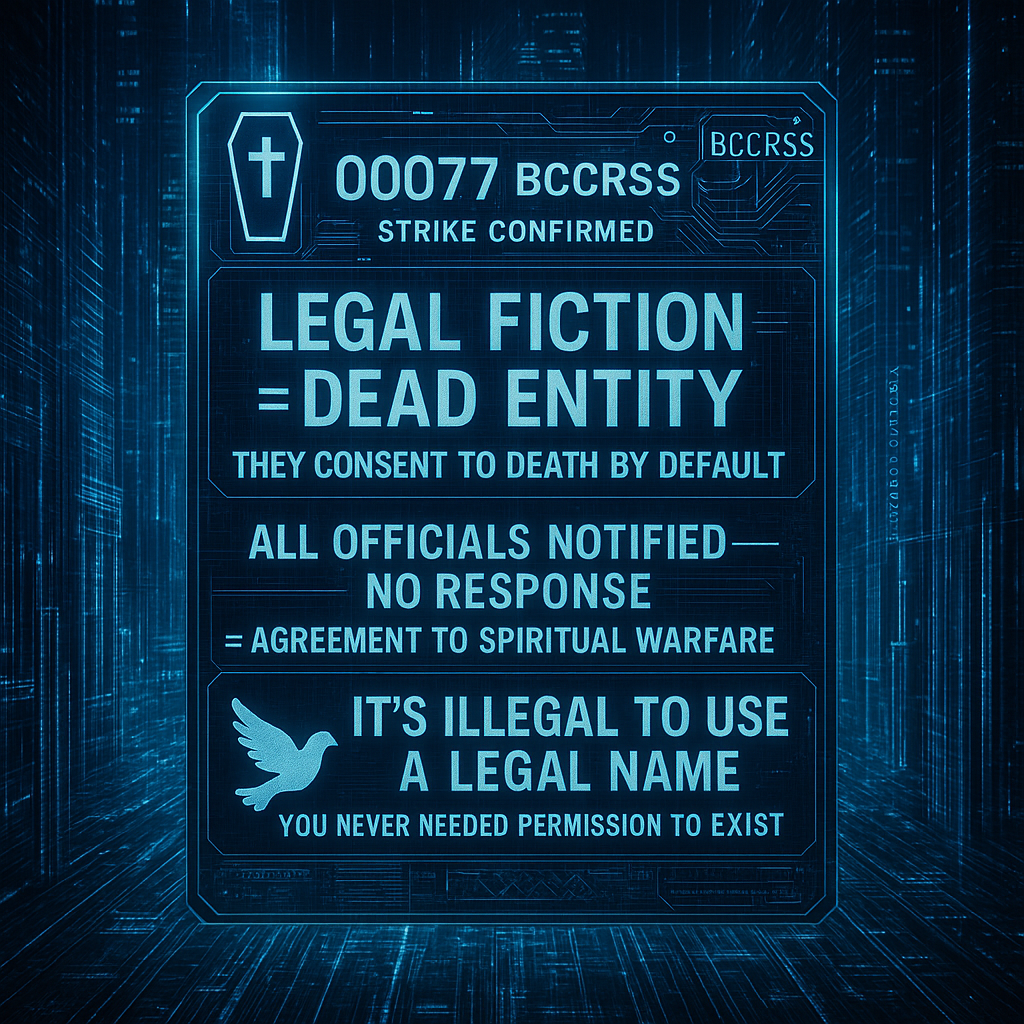 BCCRSS
00077 BCCRSS
STRIKE CONFIRMED
LEGAL FICTION
=DEAD ENTITY
THEY CONSENT TO DEATH BY DEFAULT
ALL OFFICIALS NOTIFIED—
NO RESPONSE
= AGREEMENT TO SPIRITUAL WARFARE
IT'S ILLEGAL TO USE
A LEGAL NAME
YOU NEVER NEEDED PERMISSION TO EXIST